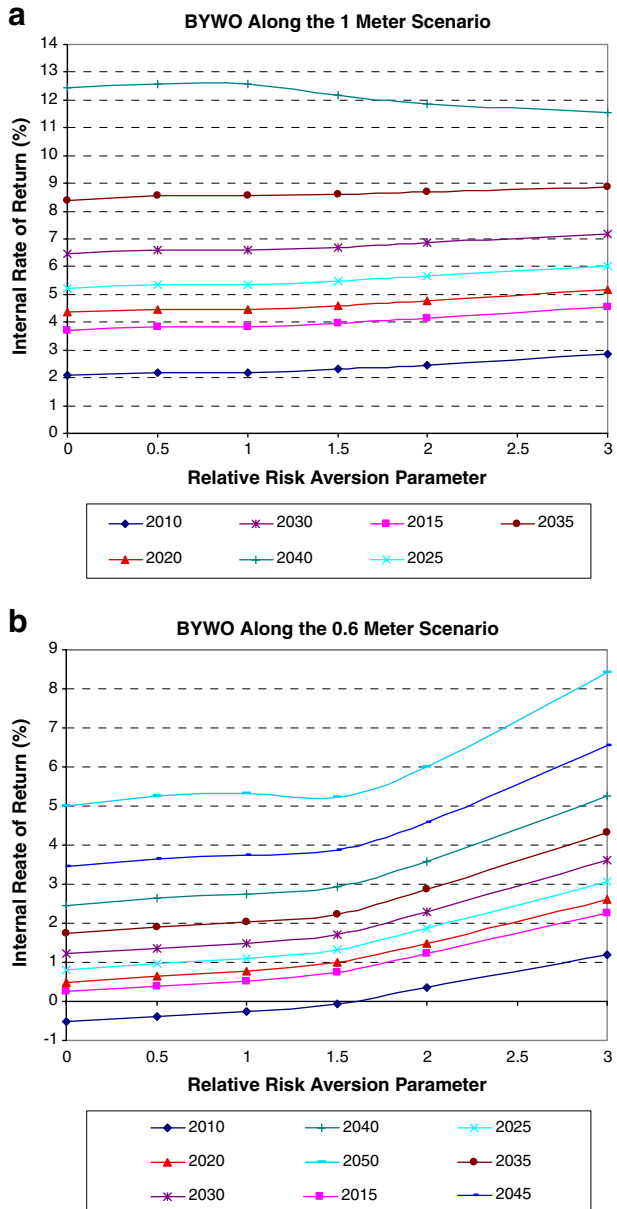 a
BYWO Along the 1 Meter Scenario
Internal Rate of Return (%)
14
13
12
11
10
9
8
7
6
5
4
3
2
1
0
0 0.5 1 1.5 2 2.5 3
Relative Risk Aversion Parameter
2010 2030 2015 2035
2020 2040 2025
b
BYWO Along the 0.6 Meter Scenario
Internal Reate of Return (%)
9
8
7
6
5
4
3
2
1
0
-1
0 0.5 1 1.5 2 2.5 3
Relative Risk Aversion Parameter
2010 2040 2025
2020 2050 2035
2030 2015 2045